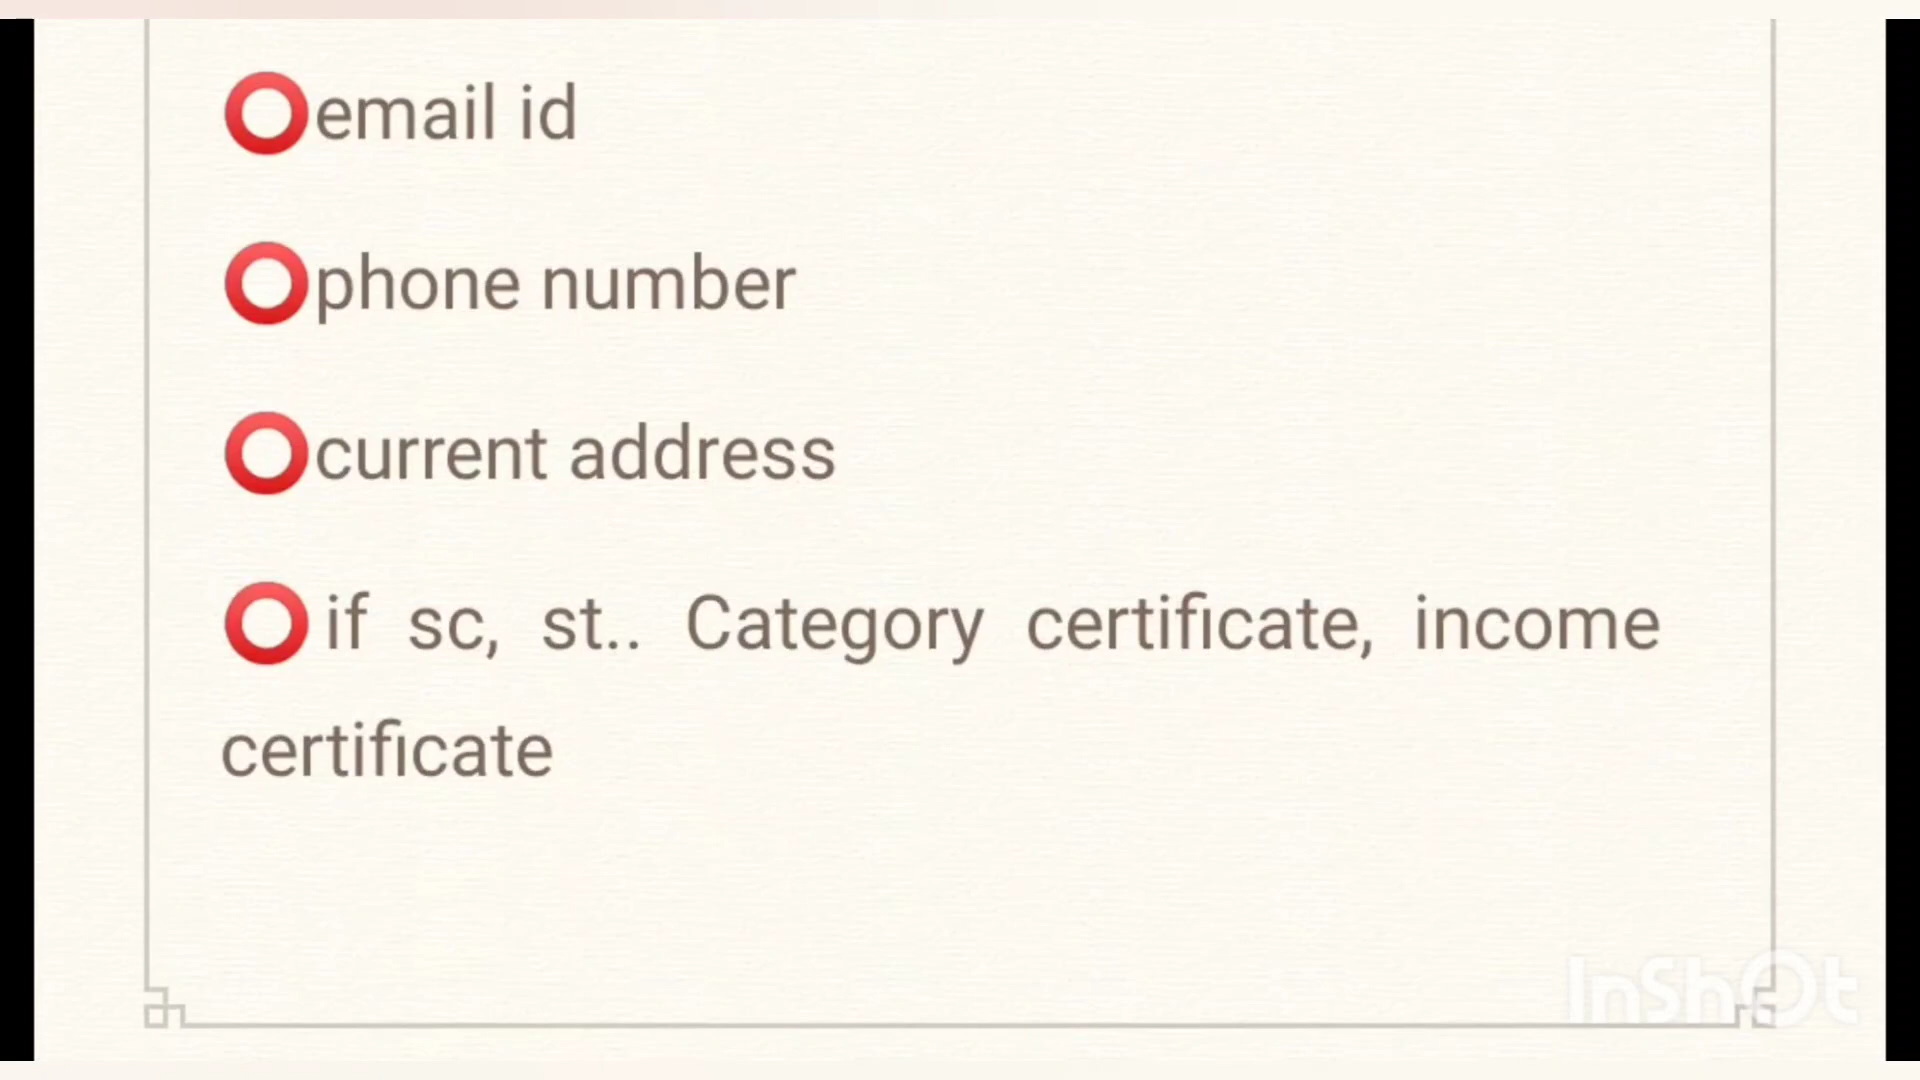 ⭕email id
⭕phone number
⭕current address
⭕if sc, st.. Category certificate, income
certificate
InShOt